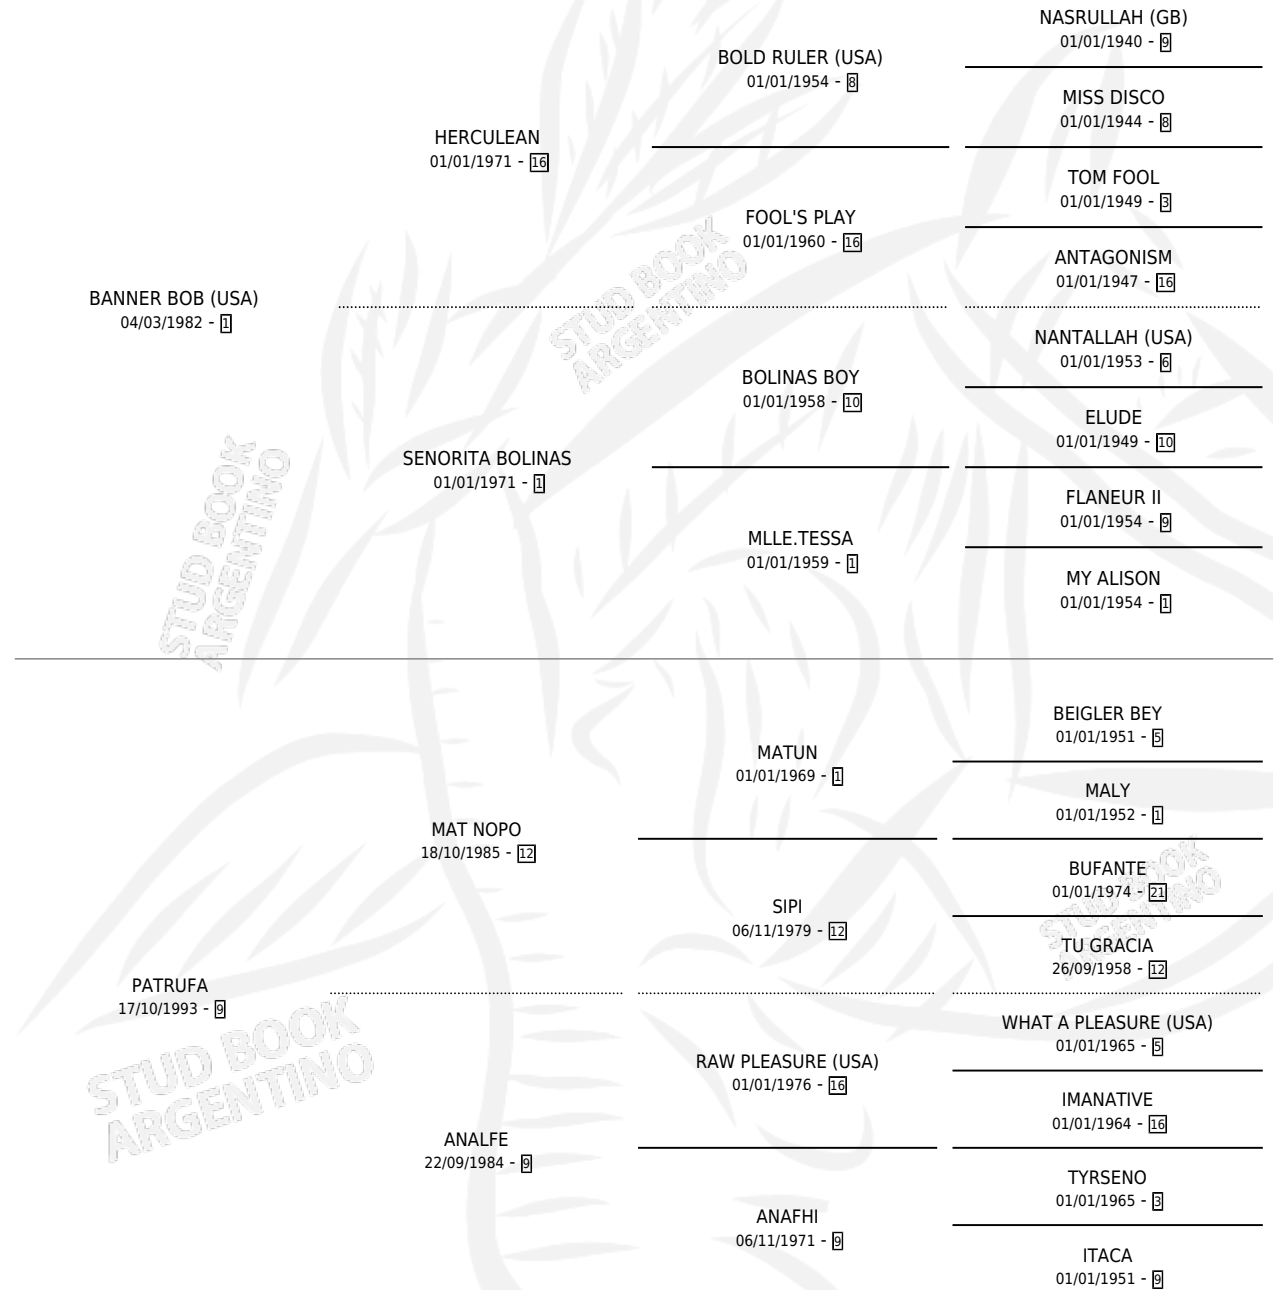 NASRULLAH (GB)
01/01/1940 - 9
BOLD RULER (USA)
01/01/1954 - 8
MISS DISCO
01/01/1944 - 8
HERCULEAN
01/01/1971 - 16
TOM FOOL
01/01/1949 - 3
FOOL'S PLAY
01/01/1960 - 16
ANTAGONISM
01/01/1947 - 16
BANNER BOB (USA)
04/03/1982 - 1
NANTALLAH (USA)
01/01/1953 - 6
BOLINAS BOY
01/01/1958 - 10
ELUDE
01/01/1949 - 10
SENORITA BOLINAS
01/01/1971 - 1
FLANEUR II
01/01/1954 - 9
MLLE.TESSA
01/01/1959 - 1
MY ALISON
01/01/1954 - 1
BEIGLER BEY
01/01/1951 - 5
MATUN
01/01/1969 - 1
MALY
01/01/1952 - 1
MAT NOPO
18/10/1985 - 12
BUFANTE
01/01/1974 - 21
SIPI
06/11/1979 - 12
TU GRACIA
26/09/1958 - 12
PATRUFA
17/10/1993 - 9
WHAT A PLEASURE (USA)
01/01/1965 - 5
RAW PLEASURE (USA)
01/01/1976 - 16
IMANATIVE
01/01/1964 - 16
ANALFE
22/09/1984 - 9
TYRSENO
01/01/1965 - 3
ANAFHI
06/11/1971 - 9
ITACA
01/01/1951 - 9
STUD BOOK
ARGENTINO
STUD BOOK
ARGENTINO
STUD BOOK
ARGENTINO
STUD BOOK
ARGENTINO